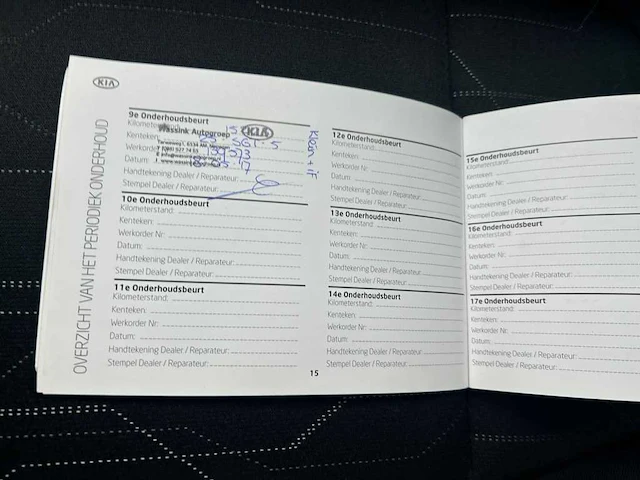 KIA
OVERZICHT VAN HET PERIODIEK ONDERHOUD
9e Onderhoudsbeurt
Kilometerstand:
Wassink Autogroep KIA
Kenteken:
Werkorder
Datum:
Handtekening Dealer / Reparateur:
Stempel Dealer / Reparateur:
10e Onderhoudsbeurt
Kilometerstand:
Kenteken:
Werkorder Nr:
Datum:
Handtekening Dealer / Reparateur:
Stempel Dealer / Reparateur:
11e Onderhoudsbeurt
Kilometerstand:
Kenteken:
Werkorder Nr:
Datum:
Handtekening Dealer / Reparateur:
Stempel Dealer / Reparateur:
12e Onderhoudsbeurt
Kilometerstand:
Kenteken:
Werkorder Nr:
Datum:
Handtekening Dealer / Reparateur:
Stempel Dealer / Reparateur:
13e Onderhoudsbeurt
Kilometerstand:
Kenteken:
Werkorder Nr:
Datum:
Handtekening Dealer / Reparateur:
Stempel Dealer / Reparateur:
14e Onderhoudsbeurt
Kilometerstand:
Kenteken:
Werkorder Nr:
Datum:
Handtekening Dealer / Reparateur:
Stempel Dealer / Reparateur:
15
15e Onderhoudsbeurt
Kilometerstand:
Kenteken:
Werkorder Nr:
Datum:
Handtekening Dealer / Reparateur:
Stempel Dealer / Reparateur:
16e Onderhoudsbeurt
Kilometerstand:
Kenteken:
Werkorder Nr:
Datum:
Handtekening Dealer / Reparateur:
Stempel Dealer / Reparateur:
17e Onderhoudsbeurt
Kilometerstand:
Kenteken:
Werkorder Nr:
Datum:
Handtekening Dealer / Reparateur:
Stempel Dealer / Reparateur: